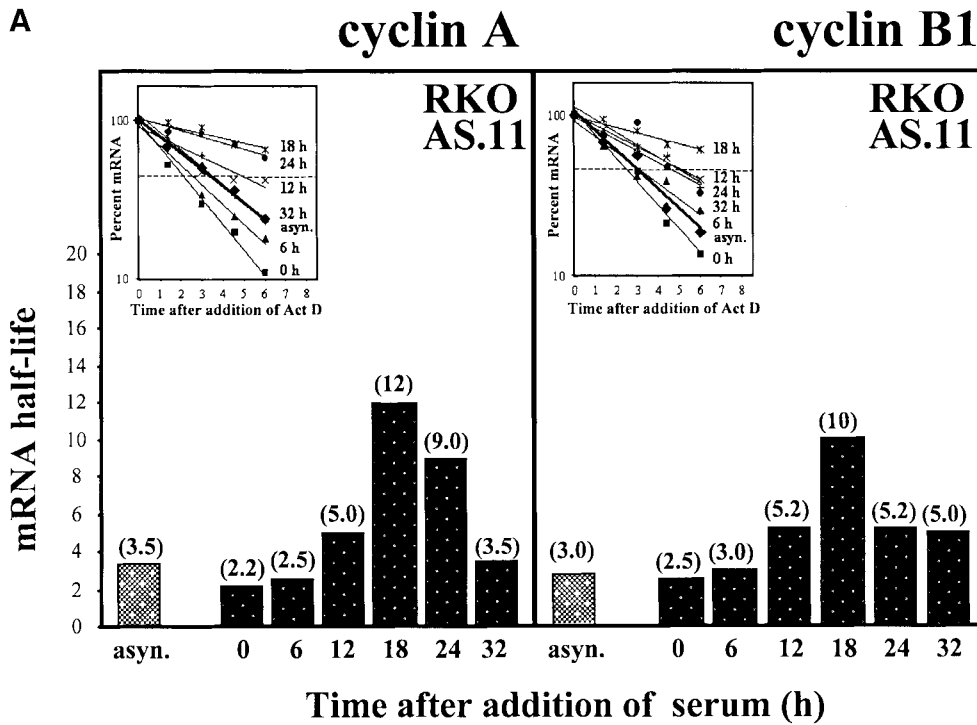 A
cyclin A
cyclin B1
RKO
AS.11
Percent mRNA
100
10
18 h
24 h
12 h
32 h
asyn.
6 h
0 h
0 1 2 3 4 5 6 7 8
Time after addition of Act D
RKO
AS.11
Percent mRNA
100
10
18 h
12 h
24 h
32 h
6 h
asyn.
0 h
0 1 2 3 4 5 6 7 8
Time after addition of Act D
mRNA half-life
20
18
16
14
12
10
8
6
4
2
0
(3.5)
(2.2)
(2.5)
(5.0)
(12)
(9.0)
(3.5)
(3.0)
(2.5)
(3.0)
(5.2)
(10)
(5.2)
(5.0)
asyn. 0 6 12 18 24 32 asyn. 0 6 12 18 24 32
Time after addition of serum (h)